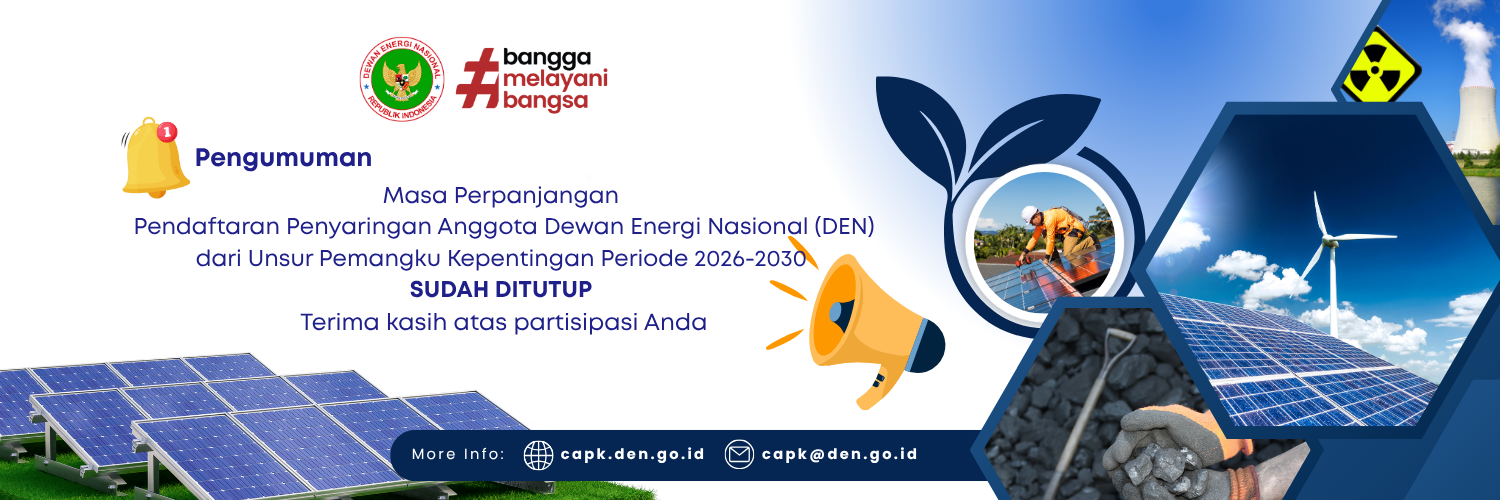 DEWAN ENERGI NASIONAL
REPUBLIK INDONESIA
#bangga
melayani
bangsa
1
Pengumuman
Masa Perpanjangan
Pendaftaran Penyaringan Anggota Dewan Energi Nasional (DEN)
dari Unsur Pemangku Kepentingan Periode 2026-2030
SUDAH DITUTUP
Terima kasih atas partisipasi Anda
More Info: capk.den.go.id capk@den.go.id